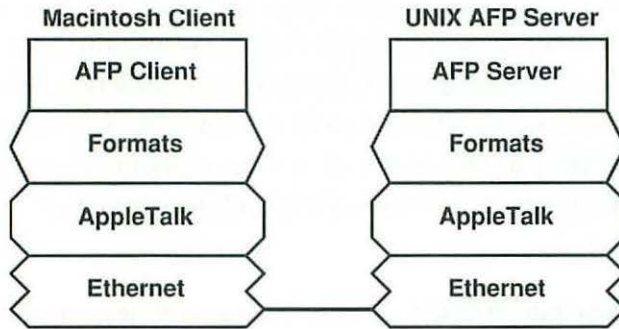 Macintosh Client
AFP Client
Formats
AppleTalk
Ethernet
UNIX AFP Server
AFP Server
Formats
AppleTalk
Ethernet